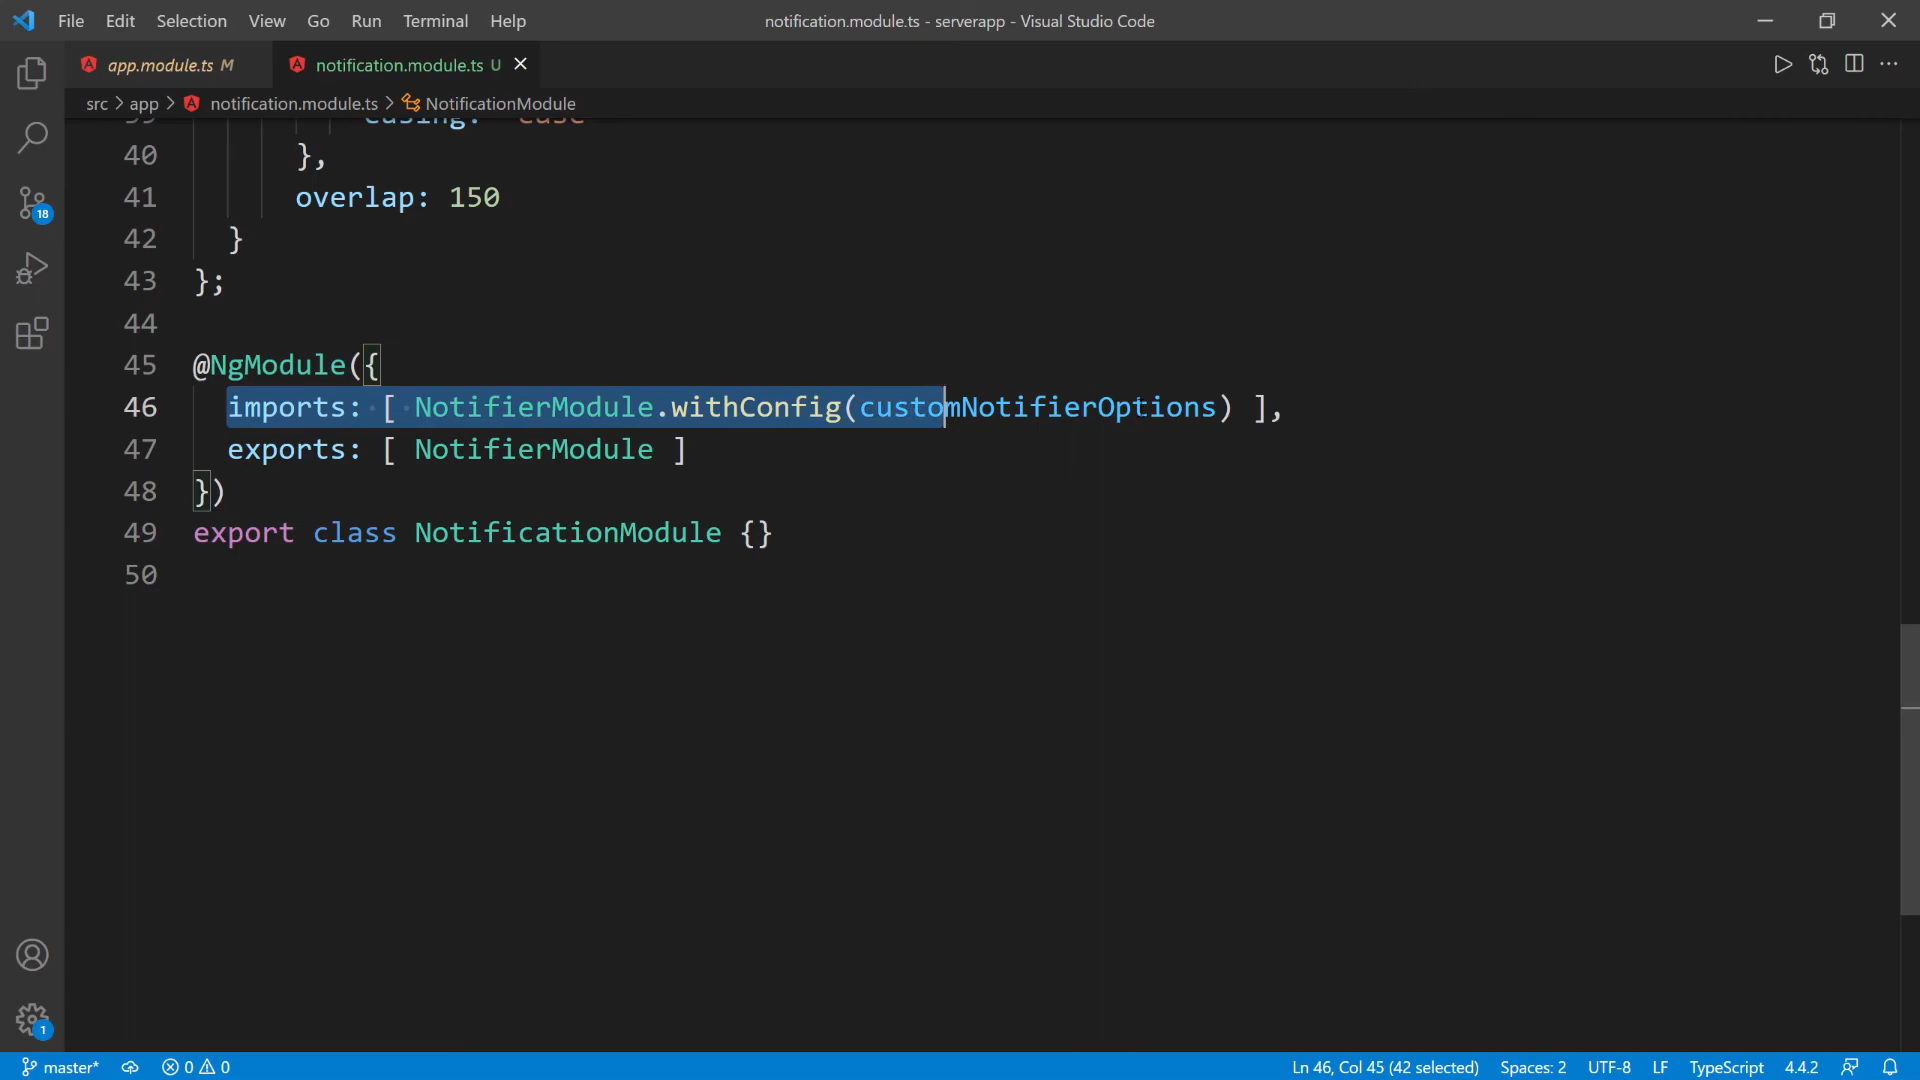 File Edit Selection View Go Run Terminal Help
notification.module.ts - serverapp - Visual Studio Code
app.module.ts M
notification.module.ts U
src > app > notification.module.ts > NotificationModule
40 },
41 overlap: 150
42 }
43 };
44
45 @NgModule({
46 imports: [ NotifierModule.withConfig(customNotifierOptions) ],
47 exports: [ NotifierModule ]
48 })
49 export class NotificationModule {}
50
18
1
master* 0 0 Ln 46, Col 45 (42 selected) Spaces: 2 UTF-8 LF TypeScript 4.4.2